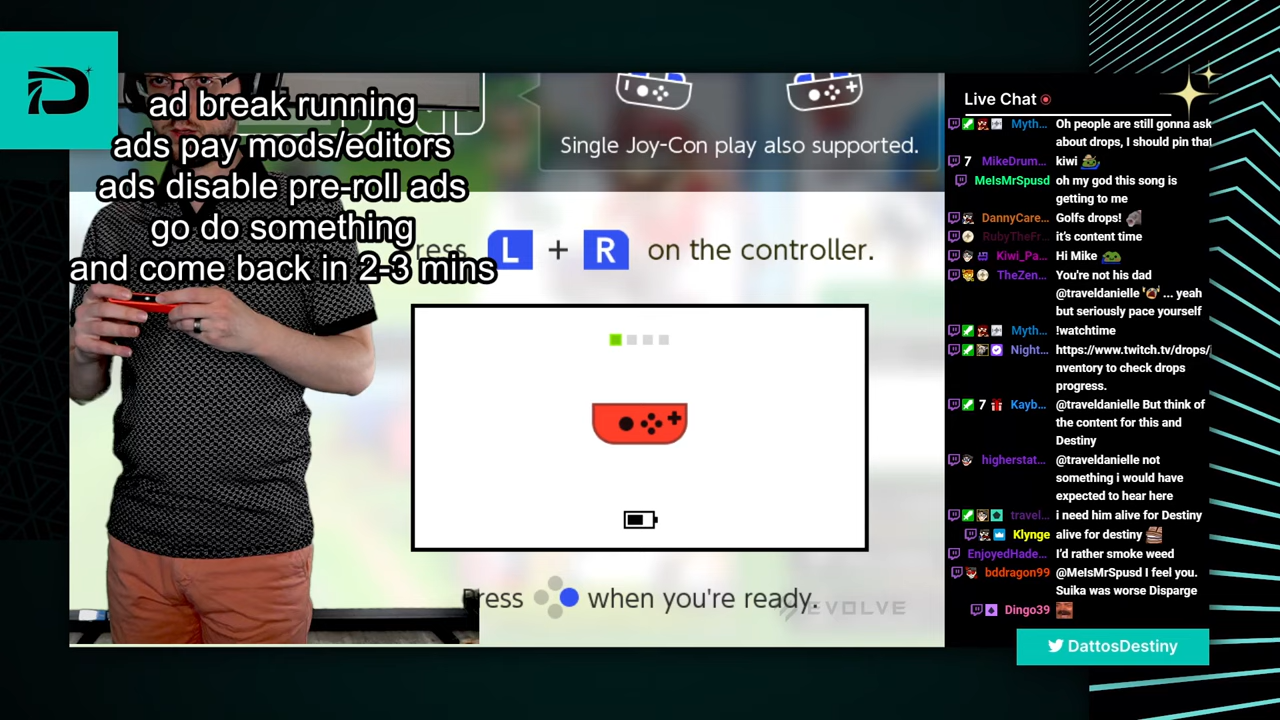 ad break running
ads pay mods/editors
ads disable pre-roll ads
go do something
and come back in 2-3 mins
Single Joy-Con play also supported.
L + R on the controller.
Press when you're ready.
EVOLVE
Live Chat
Myth... Oh people are still gonna ask
about drops, I should pin that
7 MikeDrum... kiwi
MeIsMrSpusd oh my god this song is
getting to me
DannyCare... Golfs drops!
RubyTheFr... it's content time
Kiwi_Pa... Hi Mike
TheZen... You're not his dad
@traveldanielle ... yeah
but seriously pace yourself
Myth... !watchtime
Night... https://www.twitch.tv/drops/i
nventory to check drops
progress.
7 Kayb... @traveldanielle But think of
the content for this and
Destiny
higherstat... @traveldanielle not
something i would have
expected to hear here
travel... i need him alive for Destiny
Klynge alive for destiny
EnjoyedHade... I'd rather smoke weed
bddragon99 @MeIsMrSpusd I feel you.
Suika was worse Disparge
Dingo39
DattosDestiny